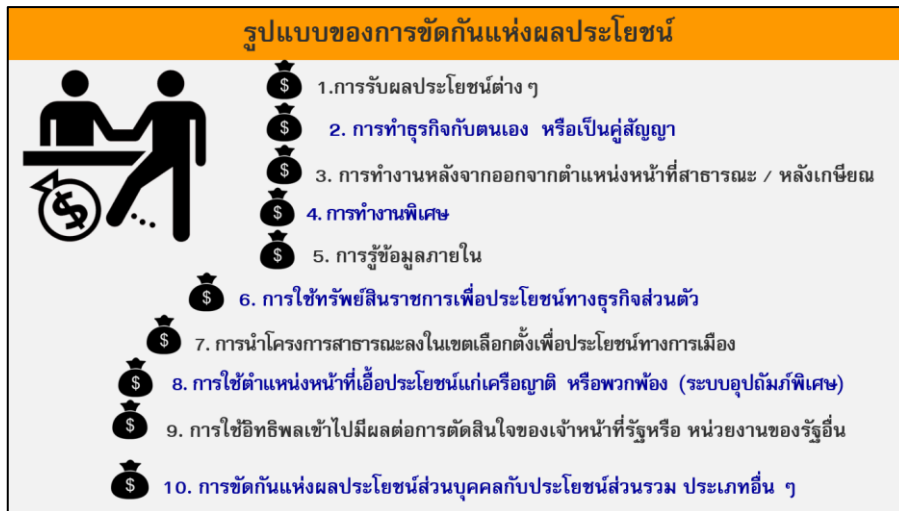 รูปแบบของการขัดกันแห่งผลประโยชน์
1.การรับผลประโยชน์ต่าง ๆ
2. การทำธุรกิจกับตนเอง หรือเป็นคู่สัญญา
3. การทำงานหลังจากออกจากตำแหน่งหน้าที่สาธารณะ / หลังเกษียณ
4. การทำงานพิเศษ
5. การรู้ข้อมูลภายใน
6. การใช้ทรัพย์สินราชการเพื่อประโยชน์ทางธุรกิจส่วนตัว
7. การนำโครงการสาธารณะลงในเขตเลือกตั้งเพื่อประโยชน์ทางการเมือง
8. การใช้ตำแหน่งหน้าที่เอื้อประโยชน์แก่เครือญาติ หรือพวกพ้อง (ระบบอุปถัมภ์พิเศษ)
9. การใช้อิทธิพลเข้าไปมีผลต่อการตัดสินใจของเจ้าหน้าที่รัฐหรือ หน่วยงานของรัฐอื่น
10. การขัดกันแห่งผลประโยชน์ส่วนบุคคลกับประโยชน์ส่วนรวม ประเภทอื่น ๆ